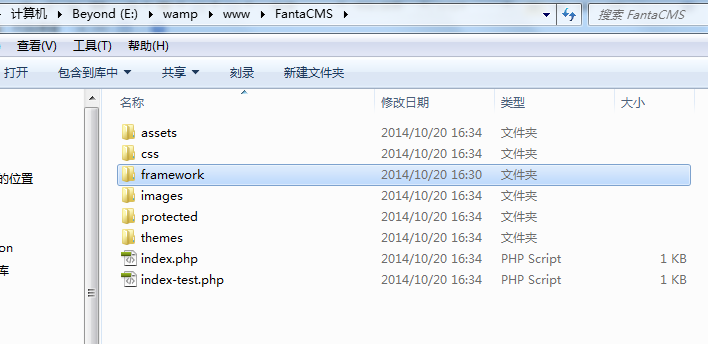 计算机 Beyond (E:) wamp www FantaCMS 搜索 FantaCMS
查看(V) 工具(T) 帮助(H)
打开 包含到库中 共享 刻录 新建文件夹
名称 修改日期 类型 大小
assets 2014/10/20 16:34 文件夹
css 2014/10/20 16:34 文件夹
framework 2014/10/20 16:30 文件夹
的位置
images 2014/10/20 16:34 文件夹
protected 2014/10/20 16:34 文件夹
themes 2014/10/20 16:34 文件夹
on
index.php 2014/10/20 16:34 PHP Script 1 KB
库
index-test.php 2014/10/20 16:34 PHP Script 1 KB